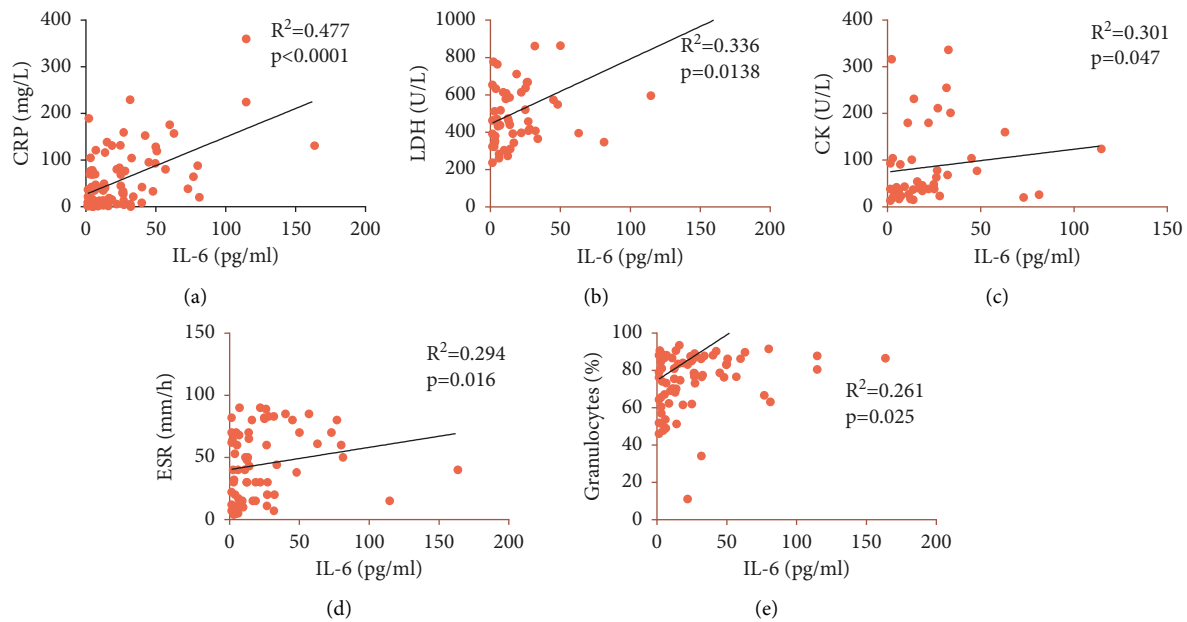 R²=0.477
p<0.0001
CRP (mg/L)
400
300
200
100
0
0 50 100 150 200
IL-6 (pg/ml)
(a)
R²=0.336
p=0.0138
LDH (U/L)
1000
800
600
400
200
0
0 50 100 150 200
IL-6 (pg/ml)
(b)
R²=0.301
p=0.047
CK (U/L)
400
300
200
100
0
0 50 100 150
IL-6 (pg/ml)
(c)
R²=0.294
p=0.016
ESR (mm/h)
150
100
50
0
0 50 100 150 200
IL-6 (pg/ml)
(d)
R²=0.261
p=0.025
Granulocytes (%)
100
80
60
40
20
0
0 50 100 150 200
IL-6 (pg/ml)
(e)